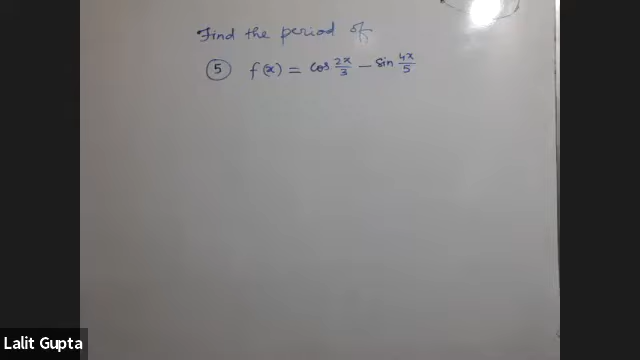 Find the period of
5 f(x) = cos 2x/3 - sin 4x/5
Lalit Gupta